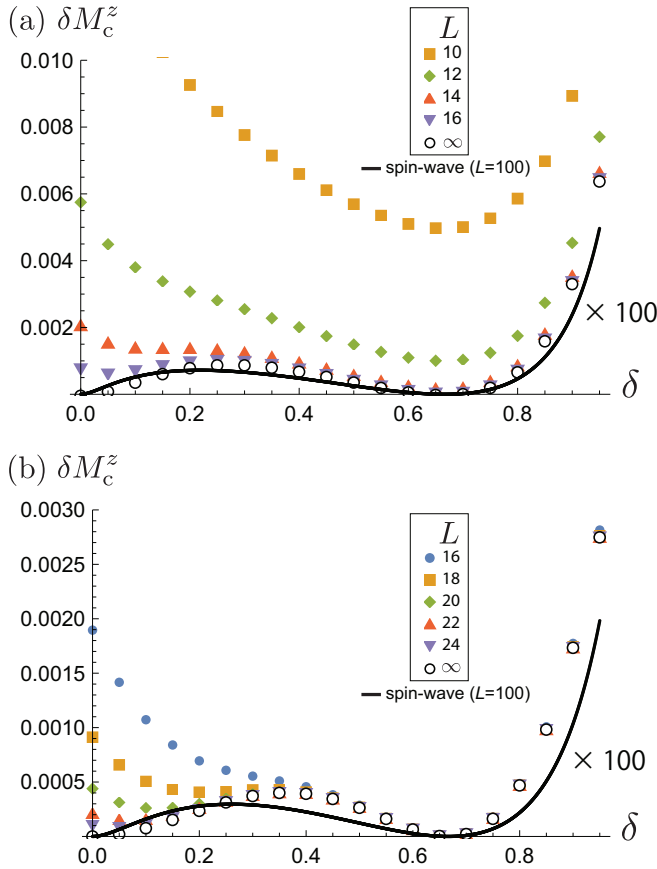 (a) δM_c^z
L
10
12
14
16
∞
spin-wave (L=100)
0.010
0.008
0.006
0.004
0.002
× 100
δ
0.0 0.2 0.4 0.6 0.8
(b) δM_c^z
L
16
18
20
22
24
∞
spin-wave (L=100)
0.0030
0.0025
0.0020
0.0015
0.0010
0.0005
× 100
δ
0.0 0.2 0.4 0.6 0.8